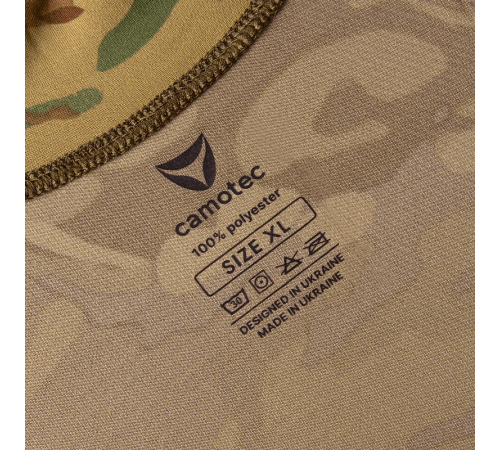 camotec
100% polyester
SIZE XL
30
DESIGNED IN UKRAINE
MADE IN UKRAINE